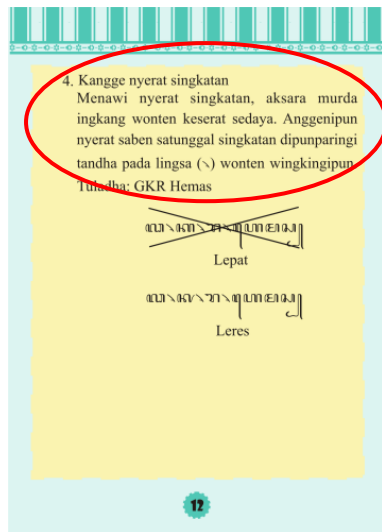 4. Kangge nyerat singkatan
Menawi nyerat singkatan, aksara murda
ingkang wonten keserat sedaya. Anggenipun
nyerat saben satunggal singkatan dipunparingi
tandha pada lingsa (꧈) wonten wingkingipun.
Tuladha: GKR Hemas
Lepat
Leres
12